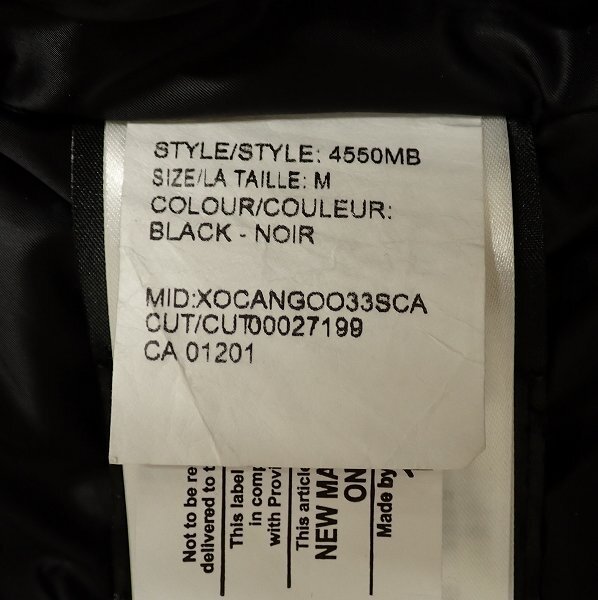 STYLE/STYLE: 4550MB
SIZE/LA TAILLE: M
COLOUR/COULEUR:
BLACK - NOIR
MID:XOCANGOO33SCA
CUT/CUT00027199
CA 01201
Not to be re
delivered to t
This label
in comp
with Provi
This article
NEW MA
ON
Made by